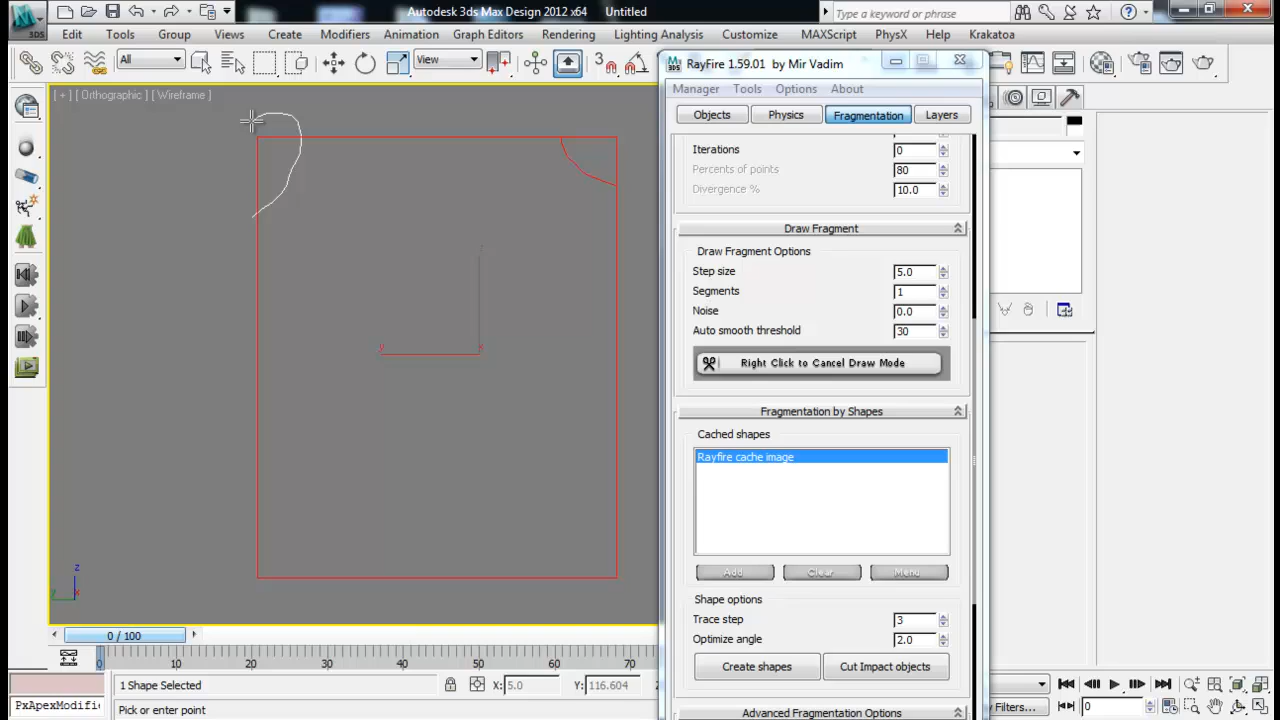 Autodesk 3ds Max Design 2012 x64 Untitled
Type a keyword or phrase
3DS
Edit Tools Group Views Create Modifiers Animation Graph Editors Rendering Lighting Analysis Customize MAXScript PhysX Help Krakatoa
All
View
3
RayFire 1.59.01 by Mir Vadim
Manager Tools Options About
Objects Physics Fragmentation Layers
[ + ] [ Orthographic ] [ Wireframe ]
Iterations 0
Percents of points 80
Divergence % 10.0
Draw Fragment
Draw Fragment Options
Step size 5.0
Segments 1
Noise 0.0
Auto smooth threshold 30
Right Click to Cancel Draw Mode
Fragmentation by Shapes
Cached shapes
Rayfire cache image
Add Clear Menu
Shape options
Trace step 3
Optimize angle 2.0
Create shapes Cut Impact objects
Advanced Fragmentation Options
y x
z
y x
0 / 100
0 10 20 30 40 50 60 70
1 Shape Selected
X: 5.0 Y: 116.604 Z
PxApexModifi
Pick or enter point
Filters...
0